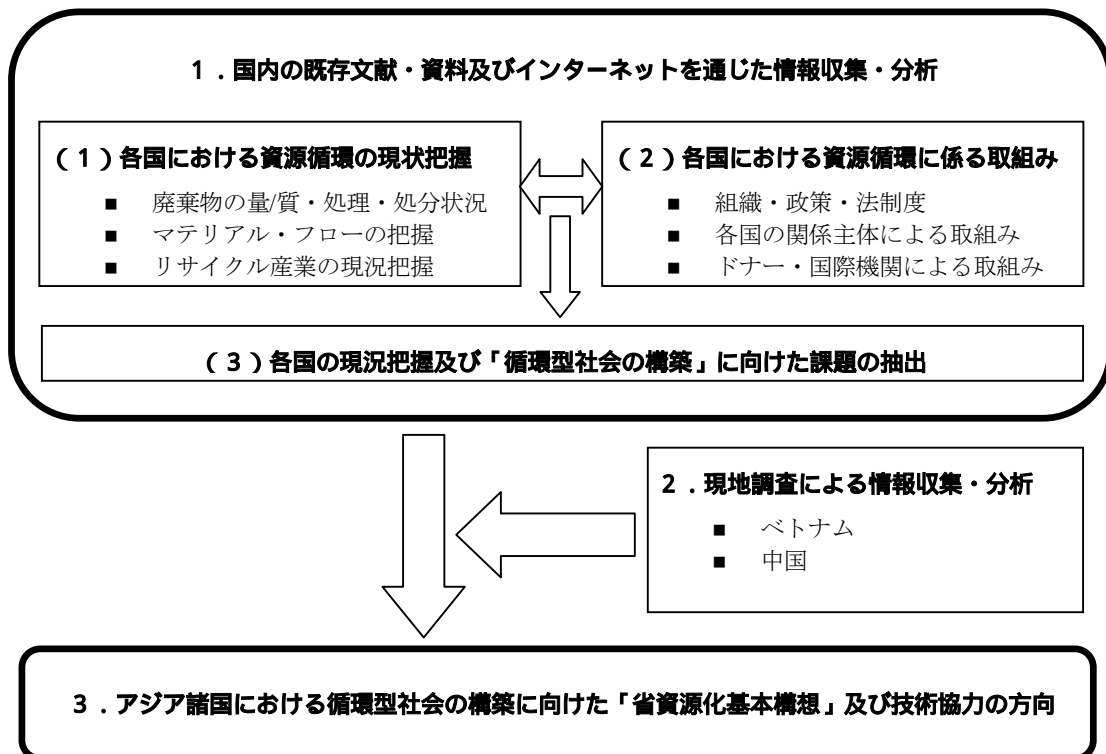 1．国内の既存文献・資料及びインターネットを通じた情報収集・分析
（1）各国における資源循環の現状把握
■ 廃棄物の量/質・処理・処分状況
■ マテリアル・フローの把握
■ リサイクル産業の現況把握
（2）各国における資源循環に係る取組み
■ 組織・政策・法制度
■ 各国の関係主体による取組み
■ ドナー・国際機関による取組み
（3）各国の現況把握及び「循環型社会の構築」に向けた課題の抽出
2．現地調査による情報収集・分析
■ ベトナム
■ 中国
3．アジア諸国における循環型社会の構築に向けた「省資源化基本構想」及び技術協力の方向